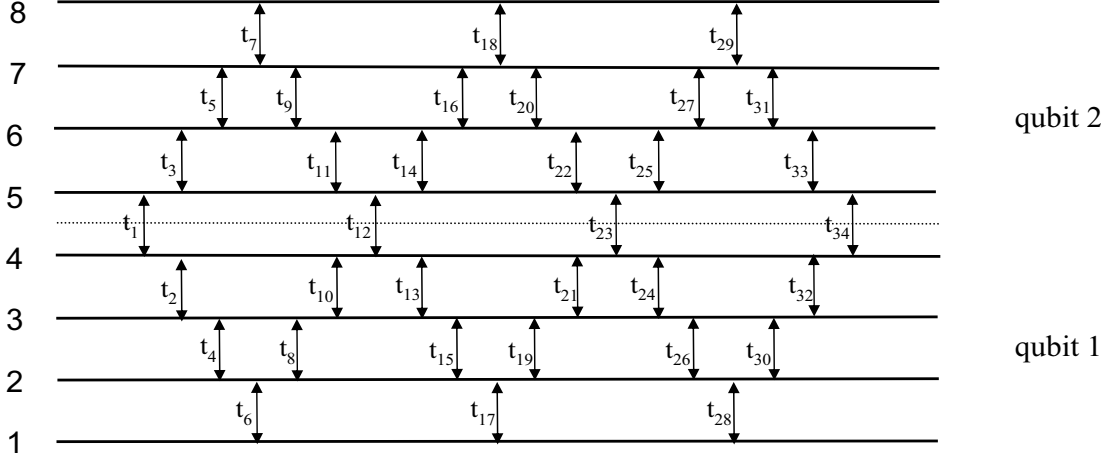 8
t7 t18 t29
7
t5 t9 t16 t20 t27 t31
qubit 2
6
t3 t11 t14 t22 t25 t33
5
t1 t12 t23 t34
4
t2 t10 t13 t21 t24 t32
3
t4 t8 t15 t19 t26 t30
qubit 1
2
t6 t17 t28
1